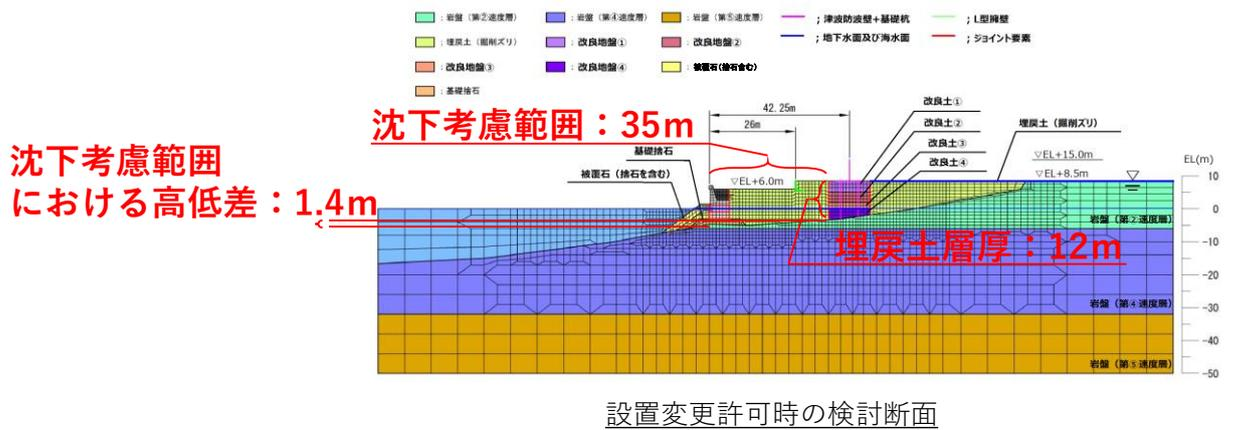 ；岩盤（第②速度層）
；岩盤（第④速度層）
；岩盤（第⑤速度層）
；津波防波壁＋基礎杭
；L型擁壁
；埋戻土（掘削ズリ）
；改良地盤①
；改良地盤②
；地下水面及び海水面
；ジョイント要素
；改良地盤③
；改良地盤④
；被覆石(捨石含む)
；基礎捨石
沈下考慮範囲：35m
42.25m
26m
改良土①
改良土②
改良土③
改良土④
埋戻土（掘削ズリ）
沈下考慮範囲
における高低差：1.4m
基礎捨石
被覆石（捨石を含む）
▽EL+6.0m
▽EL+15.0m
▽EL+8.5m
EL(m)
10
0
-10
-20
-30
-40
-50
岩盤（第②速度層）
埋戻土層厚：12m
岩盤（第④速度層）
岩盤（第⑤速度層）
設置変更許可時の検討断面